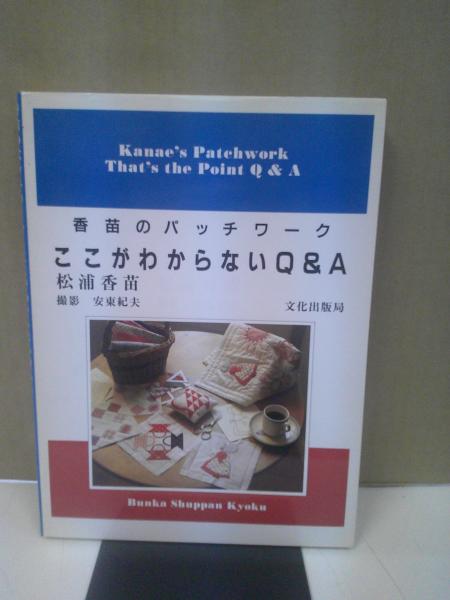 Kanae's Patchwork
That's the Point Q & A
香苗のパッチワーク
ここがわからないQ&A
松浦香苗
撮影 安東紀夫
文化出版局
Bunka Shuppan Kyoku